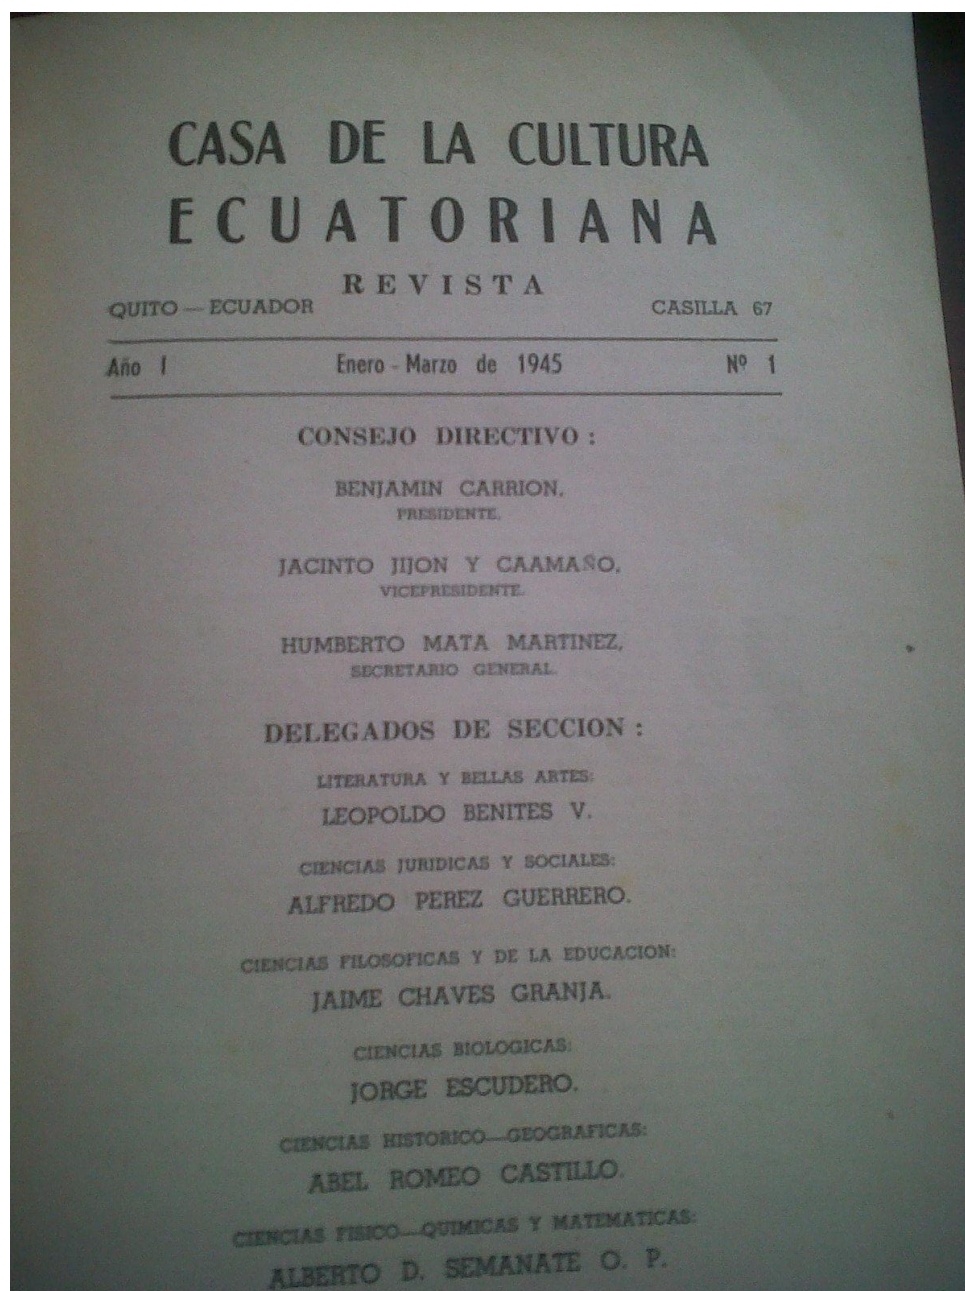 CASA DE LA CULTURA
ECUATORIANA
REVISTA
QUITO — ECUADOR CASILLA 67
Año I Enero - Marzo de 1945 Nº 1
CONSEJO DIRECTIVO :
BENJAMIN CARRION,
PRESIDENTE.
JACINTO JIJON Y CAAMAÑO,
VICEPRESIDENTE.
HUMBERTO MATA MARTINEZ,
SECRETARIO GENERAL.
DELEGADOS DE SECCION :
LITERATURA Y BELLAS ARTES:
LEOPOLDO BENITES V.
CIENCIAS JURIDICAS Y SOCIALES:
ALFREDO PEREZ GUERRERO.
CIENCIAS FILOSOFICAS Y DE LA EDUCACION:
JAIME CHAVES GRANJA.
CIENCIAS BIOLOGICAS:
JORGE ESCUDERO.
CIENCIAS HISTORICO—GEOGRAFICAS:
ABEL ROMEO CASTILLO.
CIENCIAS FISICO—QUIMICAS Y MATEMATICAS:
ALBERTO D. SEMANATE O. P.